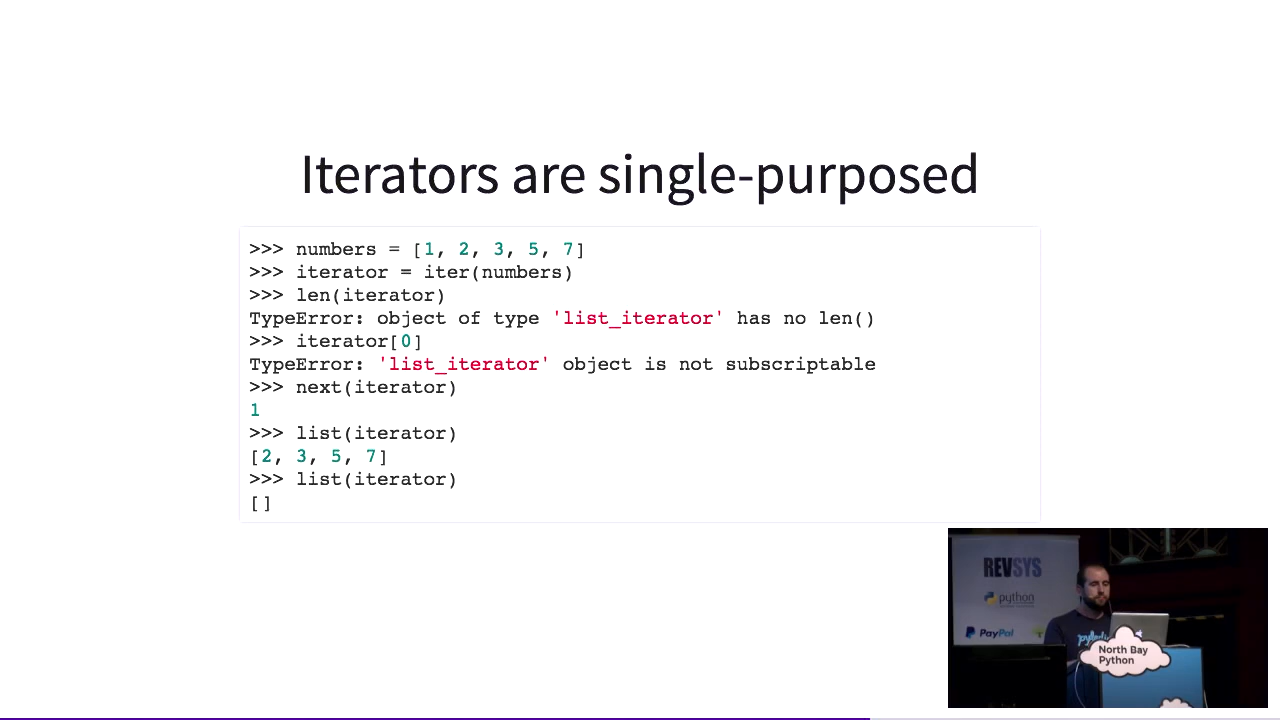 Iterators are single-purposed
>>> numbers = [1, 2, 3, 5, 7]
>>> iterator = iter(numbers)
>>> len(iterator)
TypeError: object of type 'list_iterator' has no len()
>>> iterator[0]
TypeError: 'list_iterator' object is not subscriptable
>>> next(iterator)
1
>>> list(iterator)
[2, 3, 5, 7]
>>> list(iterator)
[]
REVSYS
python
PayPal
North Bay
Python